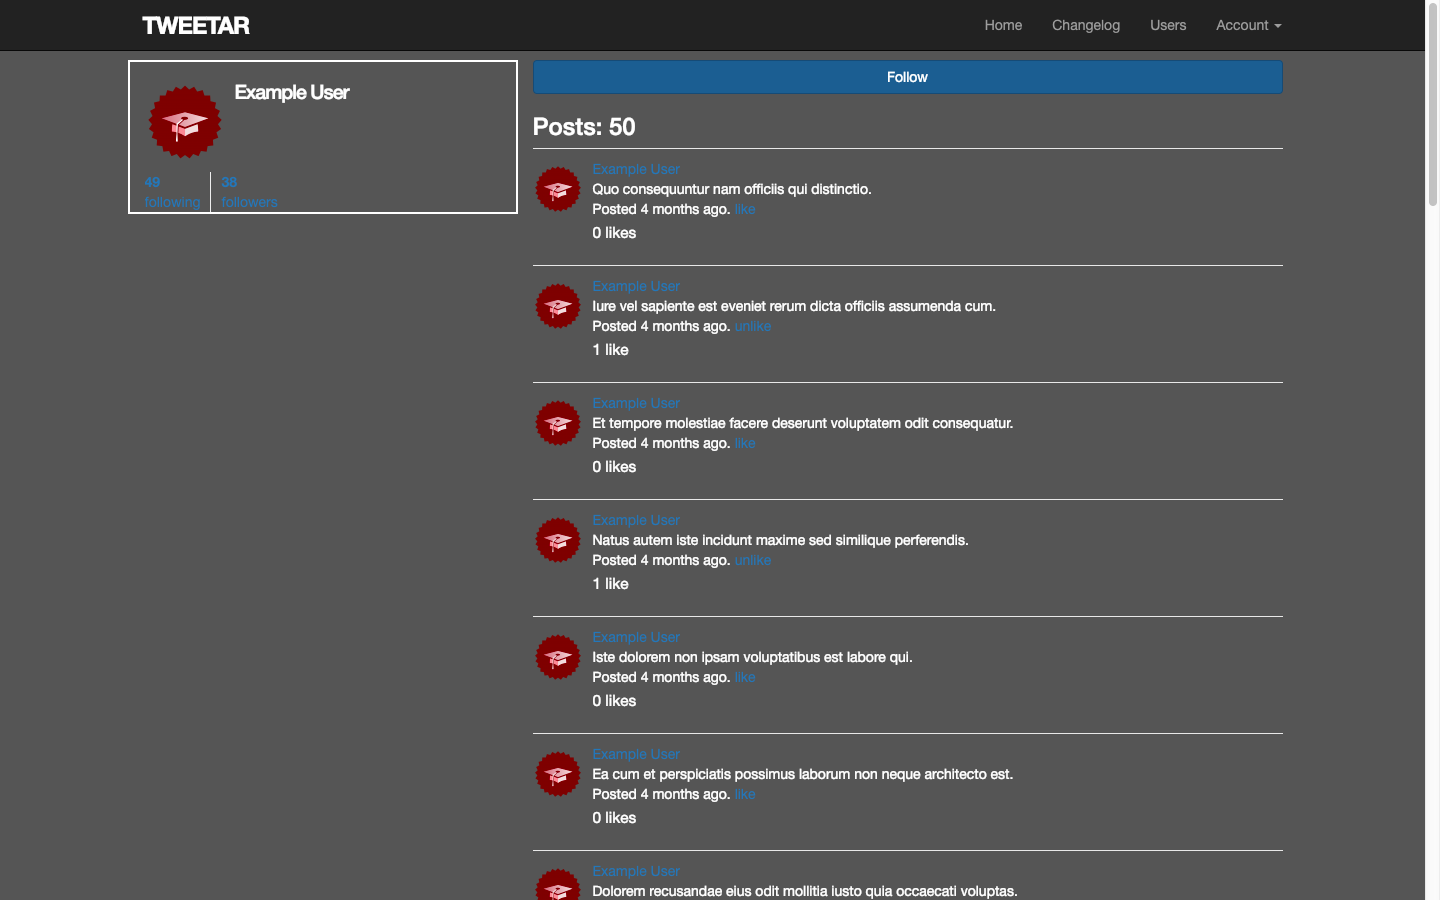 TWEETAR
Home Changelog Users Account
Example User
49 following
38 followers
Follow
Posts: 50
Example User
Quo consequuntur nam officiis qui distinctio.
Posted 4 months ago. like
0 likes
Example User
Iure vel sapiente est eveniet rerum dicta officiis assumenda cum.
Posted 4 months ago. unlike
1 like
Example User
Et tempore molestiae facere deserunt voluptatem odit consequatur.
Posted 4 months ago. like
0 likes
Example User
Natus autem iste incidunt maxime sed similique perferendis.
Posted 4 months ago. unlike
1 like
Example User
Iste dolorem non ipsam voluptatibus est labore qui.
Posted 4 months ago. like
0 likes
Example User
Ea cum et perspiciatis possimus laborum non neque architecto est.
Posted 4 months ago. like
0 likes
Example User
Dolorem recusandae eius odit mollitia iusto quia occaecati voluptas.